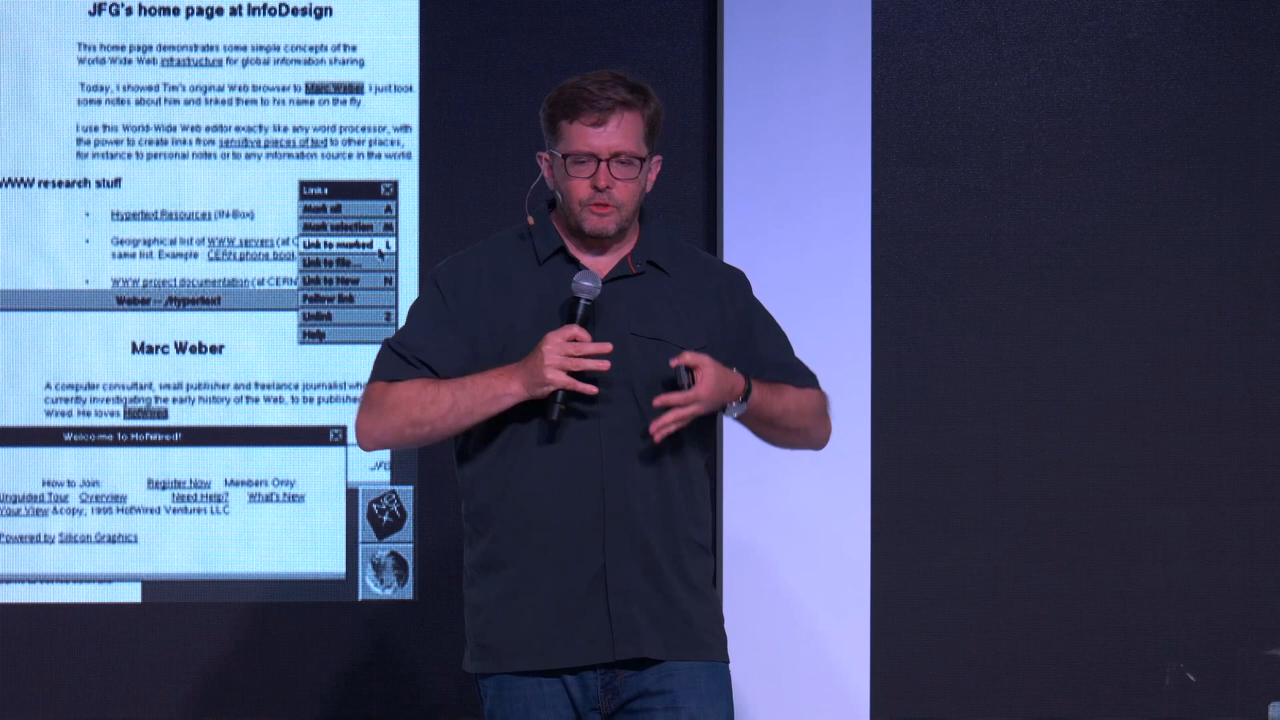 JFG's home page at InfoDesign
This home page demonstrates some simple concepts of the
World-Wide Web infrastucture for global information sharing.
Today, I showed Tim's original Web browser to Marc Weber. I just took
some notes about him and linked them to his name on the fly.
I use this World-Wide Web editor exactly like any word processor, with
the power to create links from sensitive pieces of text to other places,
for instance to personal notes or to any information source in the world.
WWW research stuff
Hypertext Resources (IN-Box)
Geographical list of WWW servers (at C
same list. Example: CERN phone book
WWW project documentation (at CERN
Links
Mark all A
Mark selection M
Link to marked L
Link to file...
Link to New N
Follow link
Unlink Z
Help
Weber -- /Hypertext
Marc Weber
A computer consultant, small publisher and freelance journalist who
currently investigating the early history of the Web, to be published
Wired. He loves HotWired
Welcome to HotWired!
JFG
How to Join: Register Now Members Only:
Unguided Tour Overview Need Help? What's New
Your View &copy; 1995 HotWired Ventures LLC
Powered by Silicon Graphics